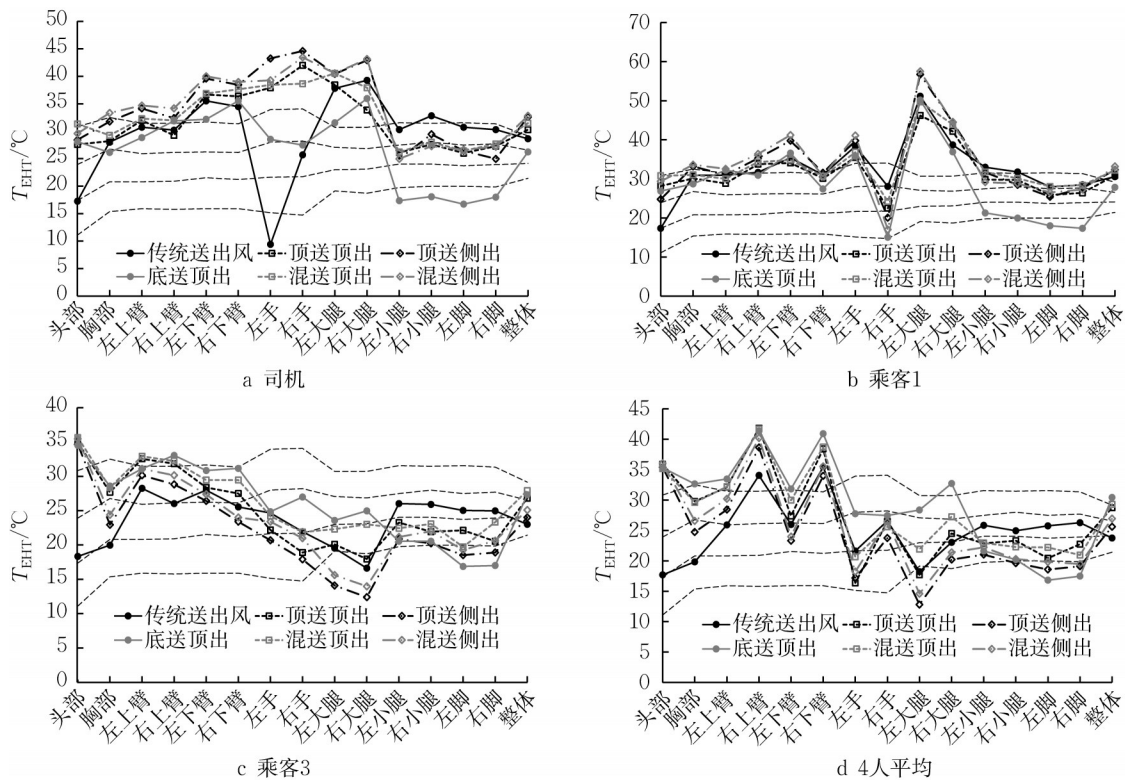 50
45
40
35
30
25
20
15
10
5
0
T_EHT/℃
传统送出风 顶送顶出 顶送侧出
底送顶出 混送顶出 混送侧出
头部 胸部 左上臂 右上臂 左下臂 右下臂 左手 右手 左大腿 右大腿 左小腿 右小腿 左脚 右脚 整体
a 司机
70
60
50
40
30
20
10
0
T_EHT/℃
传统送出风 顶送顶出 顶送侧出
底送顶出 混送顶出 混送侧出
头部 胸部 左上臂 右上臂 左下臂 右下臂 左手 右手 左大腿 右大腿 左小腿 右小腿 左脚 右脚 整体
b 乘客1
40
35
30
25
20
15
10
5
0
T_EHT/℃
传统送出风 顶送顶出 顶送侧出
底送顶出 混送顶出 混送侧出
头部 胸部 左上臂 右上臂 左下臂 右下臂 左手 右手 左大腿 右大腿 左小腿 右小腿 左脚 右脚 整体
c 乘客3
45
40
35
30
25
20
15
10
5
0
T_EHT/℃
传统送出风 顶送顶出 顶送侧出
底送顶出 混送顶出 混送侧出
头部 胸部 左上臂 右上臂 左下臂 右下臂 左手 右手 左大腿 右大腿 左小腿 右小腿 左脚 右脚 整体
d 4人平均